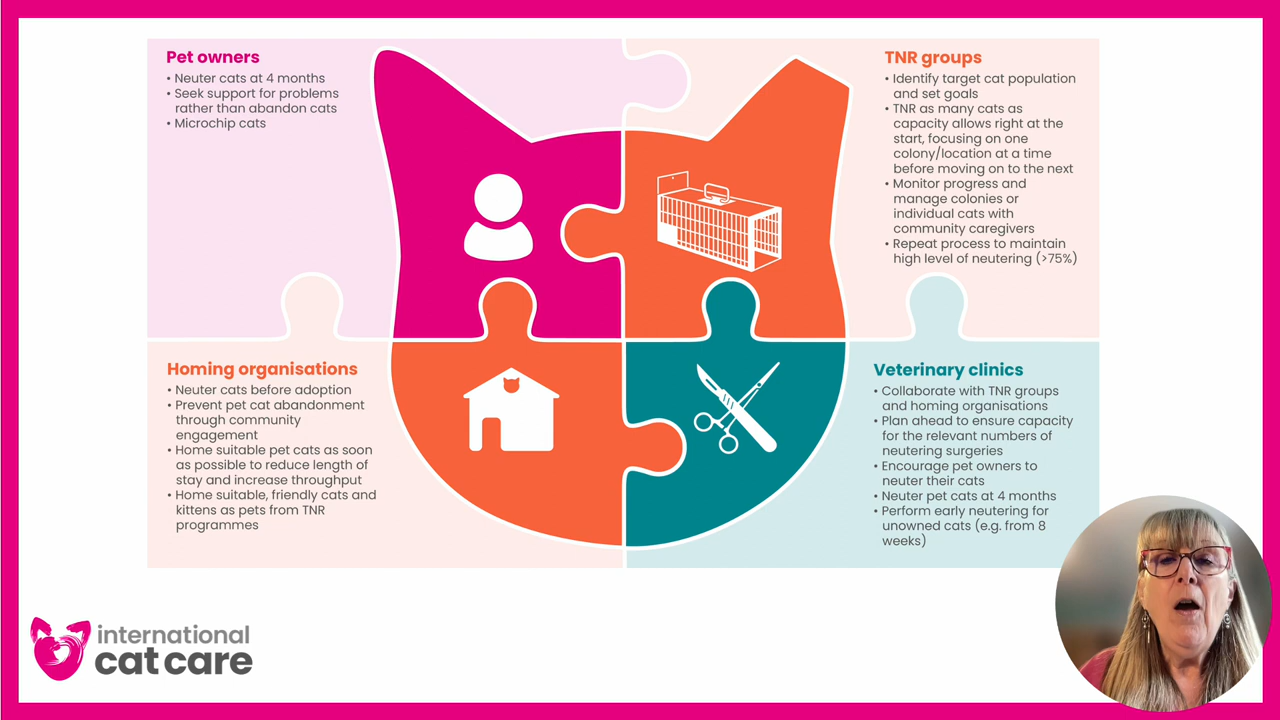 Pet owners
• Neuter cats at 4 months
• Seek support for problems
rather than abandon cats
• Microchip cats
TNR groups
• Identify target cat population
and set goals
• TNR as many cats as
capacity allows right at the
start, focusing on one
colony/location at a time
before moving on to the next
• Monitor progress and
manage colonies or
individual cats with
community caregivers
• Repeat process to maintain
high level of neutering (>75%)
Homing organisations
• Neuter cats before adoption
• Prevent pet cat abandonment
through community
engagement
• Home suitable pet cats as soon
as possible to reduce length of
stay and increase throughput
• Home suitable, friendly cats and
kittens as pets from TNR
programmes
Veterinary clinics
• Collaborate with TNR groups
and homing organisations
• Plan ahead to ensure capacity
for the relevant numbers of
neutering surgeries
• Encourage pet owners to
neuter their cats
• Neuter pet cats at 4 months
• Perform early neutering for
unowned cats (e.g. from 8
weeks)
international
cat care